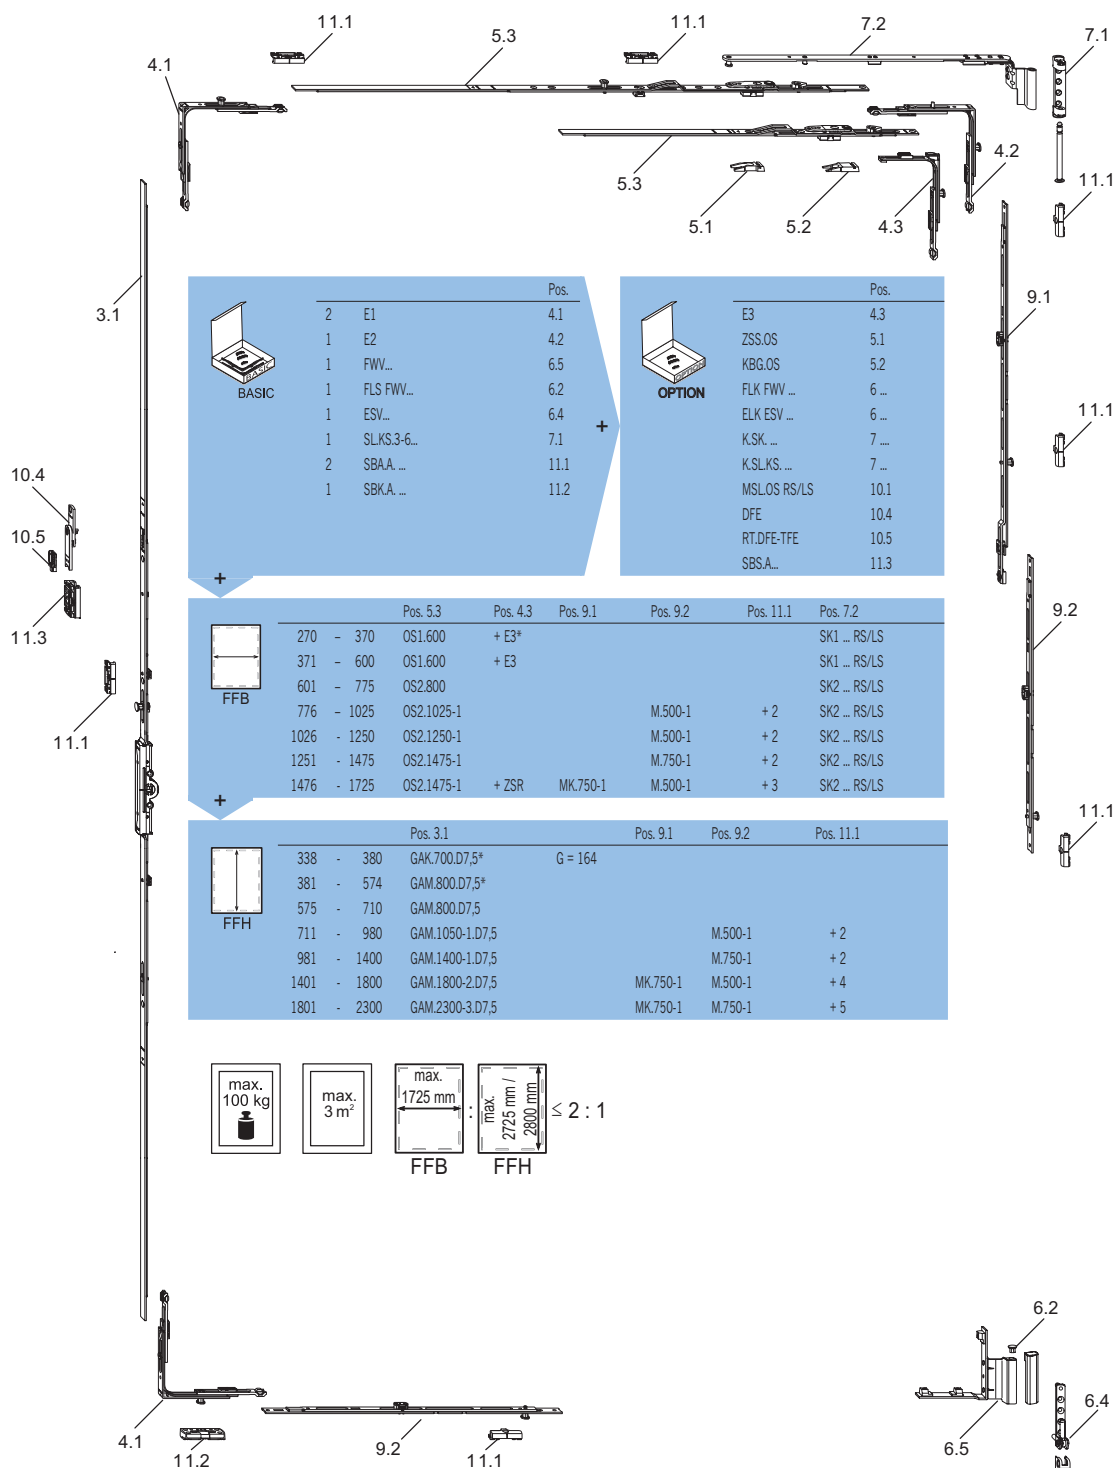 11.1
5.3
11.1
7.2
7.1
4.1
5.3
5.1
5.2
4.3
4.2
11.1
3.1
9.1
Pos.
2 E1 4.1
1 E2 4.2
1 FWV... 6.5
1 FLS FWV... 6.2
1 ESV... 6.4
1 SL.KS.3-6... 7.1
2 SBA.A. ... 11.1
1 SBK.A. ... 11.2
BASIC
BASIC
+
Pos.
E3 4.3
ZSS.OS 5.1
KBG.OS 5.2
FLK FWV ... 6 ...
ELK ESV ... 6 ...
K.SK. ... 7 ....
K.SL.KS. ... 7 ...
MSL.OS RS/LS 10.1
DFE 10.4
RT.DFE-TFE 10.5
SBS.A... 11.3
OPTION
OPTION
11.1
10.4
10.5
11.3
11.1
9.2
+
Pos. 5.3 Pos. 4.3 Pos. 9.1 Pos. 9.2 Pos. 11.1 Pos. 7.2
270 – 370 OS1.600 + E3* SK1 ... RS/LS
371 – 600 OS1.600 + E3 SK1 ... RS/LS
601 – 775 OS2.800 SK2 ... RS/LS
776 – 1025 OS2.1025-1 M.500-1 + 2 SK2 ... RS/LS
1026 - 1250 OS2.1250-1 M.500-1 + 2 SK2 ... RS/LS
1251 - 1475 OS2.1475-1 M.750-1 + 2 SK2 ... RS/LS
1476 - 1725 OS2.1475-1 + ZSR MK.750-1 M.500-1 + 3 SK2 ... RS/LS
FFB
+
Pos. 3.1 Pos. 9.1 Pos. 9.2 Pos. 11.1
338 - 380 GAK.700.D7,5* G = 164
381 - 574 GAM.800.D7,5*
575 - 710 GAM.800.D7,5
711 - 980 GAM.1050-1.D7,5 M.500-1 + 2
981 - 1400 GAM.1400-1.D7,5 M.750-1 + 2
1401 - 1800 GAM.1800-2.D7,5 MK.750-1 M.500-1 + 4
1801 - 2300 GAM.2300-3.D7,5 MK.750-1 M.750-1 + 5
FFH
11.1
max.
100 kg
max.
3 m²
max.
1725 mm
FFB
:
max.
2725 mm /
2800 mm
FFH
≤ 2 : 1
6.2
4.1
11.2
9.2
11.1
6.5
6.4